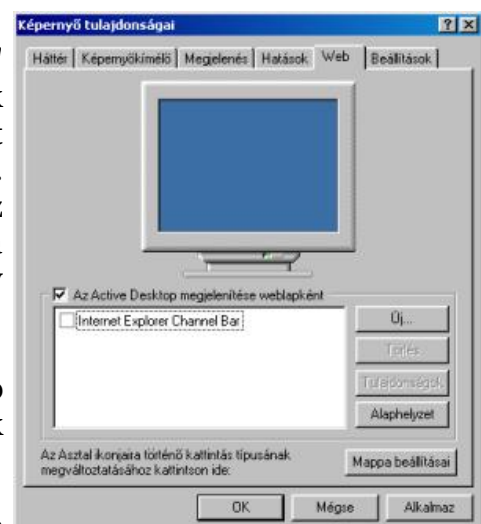 Képernyő tulajdonságai
Háttér Képernyőkímélő Megjelenés Hatások Web Beállítások
Az Active Desktop megjelenítése weblapként
Internet Explorer Channel Bar
Új...
Törlés
Tulajdonságok
Alaphelyzet
Az Asztal ikonjaira történő kattintás típusának
megváltoztatásához kattintson ide:
Mappa beállításai
OK Mégse Alkalmaz